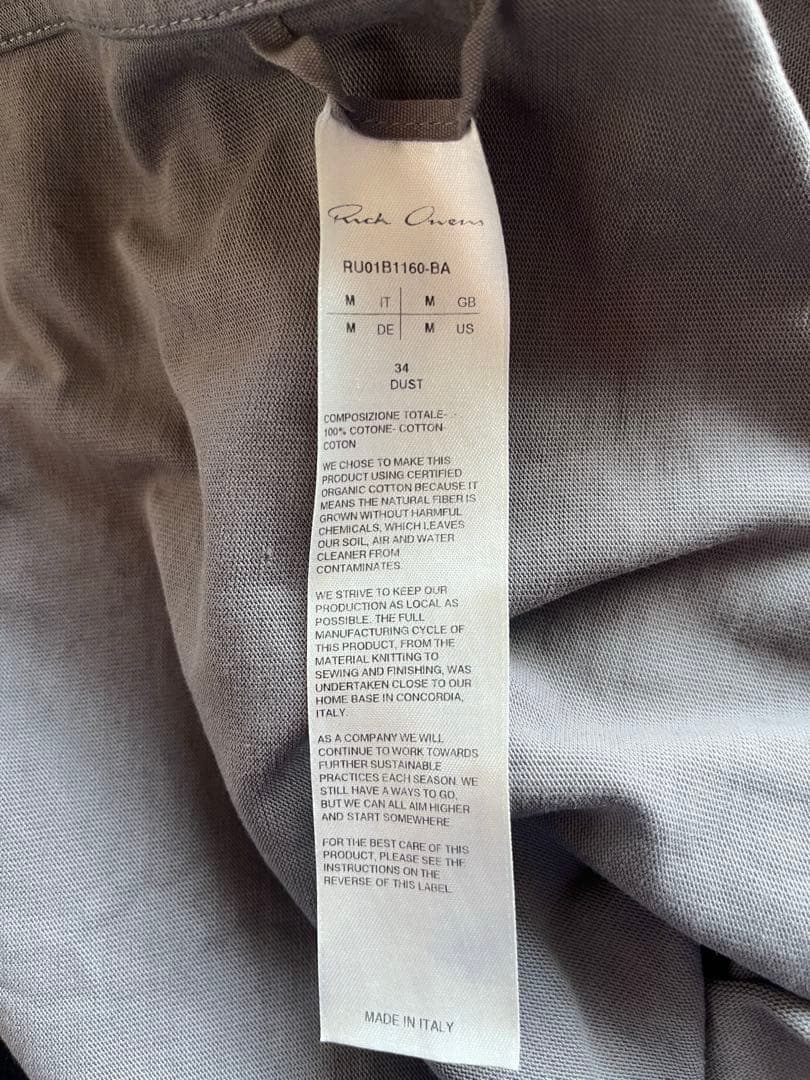 Rick Owens
RU01B1160-BA
M IT M GB
M DE M US
34
DUST
COMPOSIZIONE TOTALE- -
100% COTONE- COTTON
COTON
WE CHOSE TO MAKE THIS
PRODUCT USING CERTIFIED
ORGANIC COTTON BECAUSE IT
MEANS THE NATURAL FIBER IS
GROWN WITHOUT HARMFUL
CHEMICALS, WHICH LEAVES
OUR SOIL, AIR AND WATER
CLEANER FROM
CONTAMINATES.
WE STRIVE TO KEEP OUR
PRODUCTION AS LOCAL AS
POSSIBLE. THE FULL
MANUFACTURING CYCLE OF
THIS PRODUCT, FROM THE
MATERIAL KNITTING TO
SEWING AND FINISHING, WAS
UNDERTAKEN CLOSE TO OUR
HOME BASE IN CONCORDIA,
ITALY.
AS A COMPANY WE WILL
CONTINUE TO WORK TOWARDS
FURTHER SUSTAINABLE
PRACTICES EACH SEASON. WE
STILL HAVE A WAYS TO GO,
BUT WE CAN ALL AIM HIGHER
AND START SOMEWHERE
FOR THE BEST CARE OF THIS
PRODUCT, PLEASE SEE THE
INSTRUCTIONS ON THE
REVERSE OF THIS LABEL
MADE IN ITALY